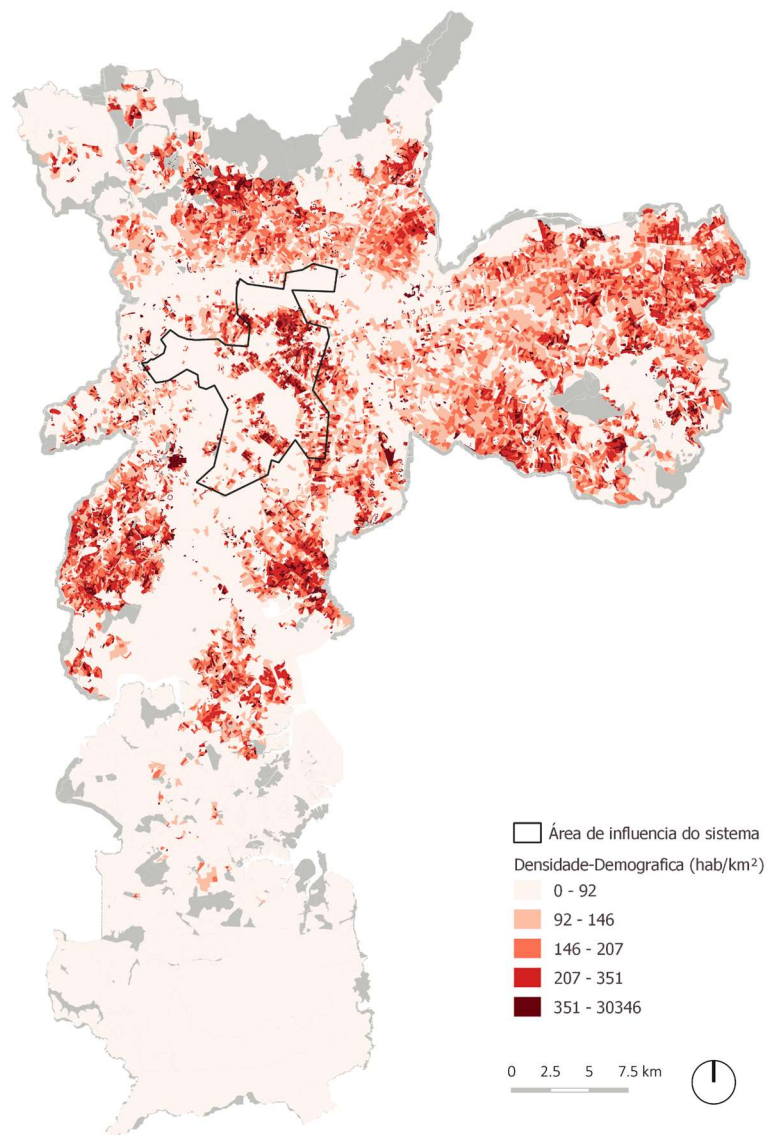 Área de influencia do sistema
Densidade-Demografica (hab/km²)
0 - 92
92 - 146
146 - 207
207 - 351
351 - 30346
0 2.5 5 7.5 km